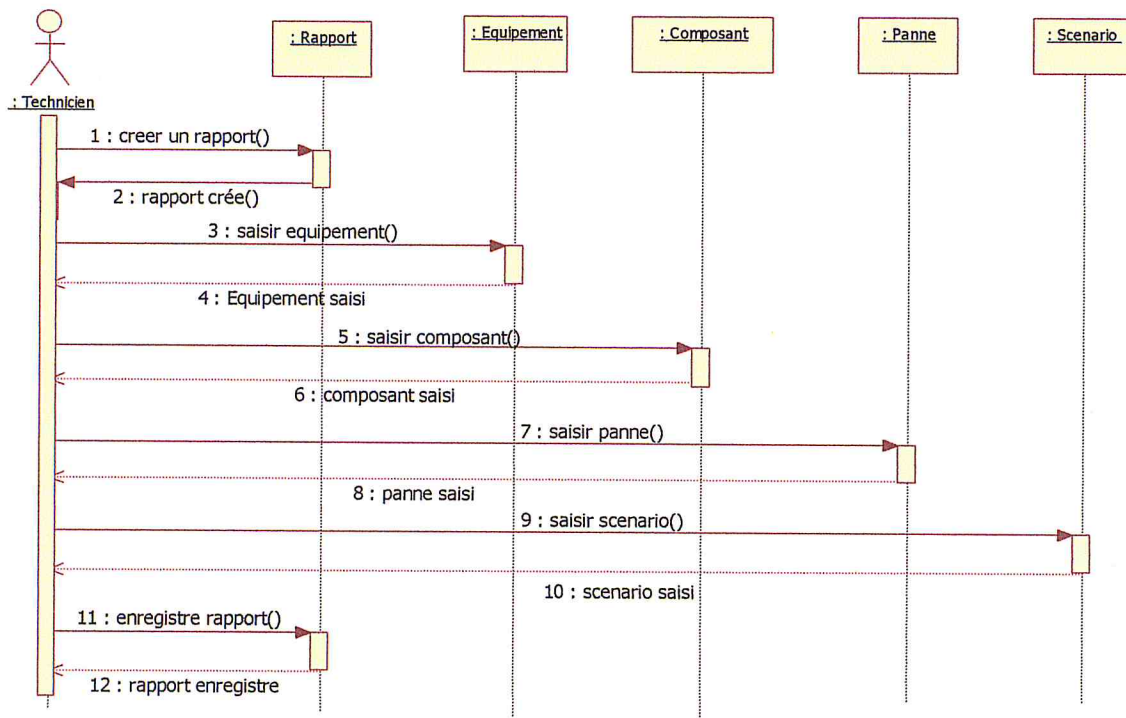 : Technicien
: Rapport
: Equipement
: Composant
: Panne
: Scenario
1 : creer un rapport()
2 : rapport crée()
3 : saisir equipement()
4 : Equipement saisi
5 : saisir composant()
6 : composant saisi
7 : saisir panne()
8 : panne saisi
9 : saisir scenario()
10 : scenario saisi
11 : enregistre rapport()
12 : rapport enregistre